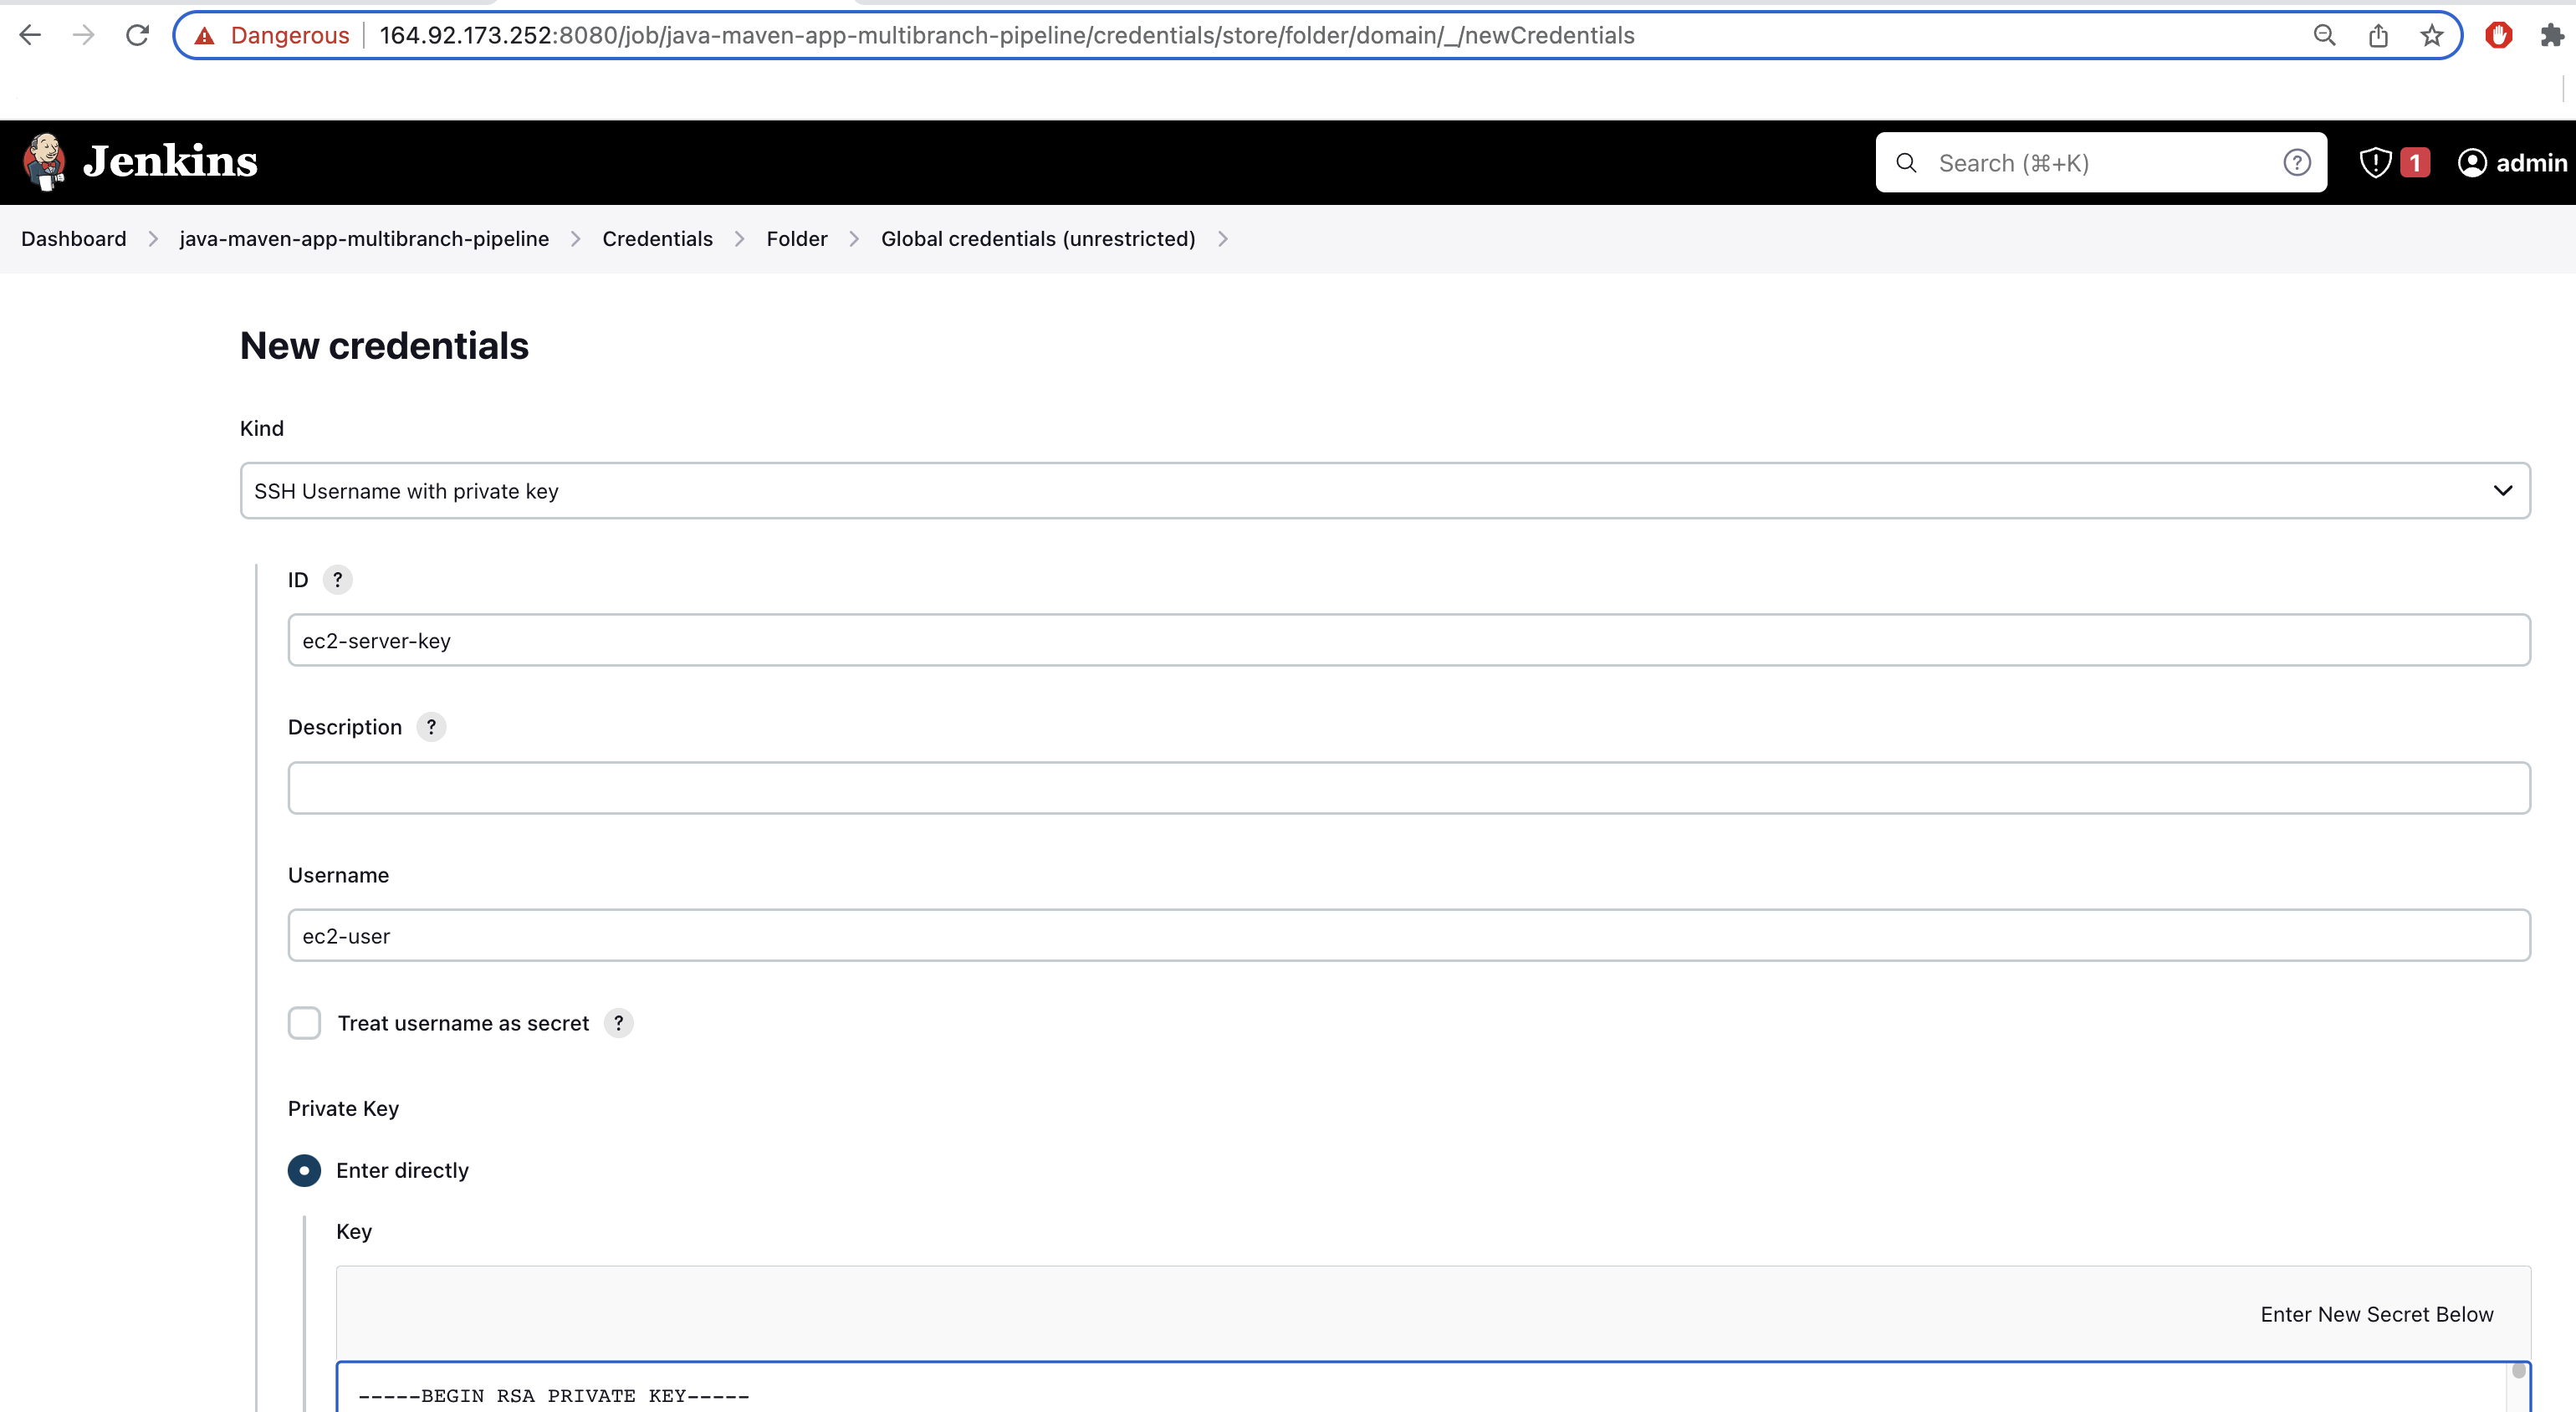 Dangerous 164.92.173.252:8080/job/java-maven-app-multibranch-pipeline/credentials/store/folder/domain/_/newCredentials
Jenkins Search (⌘+K) ? 1 admin
Dashboard > java-maven-app-multibranch-pipeline > Credentials > Folder > Global credentials (unrestricted) >
New credentials
Kind
SSH Username with private key
ID ?
ec2-server-key
Description ?
Username
ec2-user
Treat username as secret ?
Private Key
Enter directly
Key
Enter New Secret Below
-----BEGIN RSA PRIVATE KEY-----